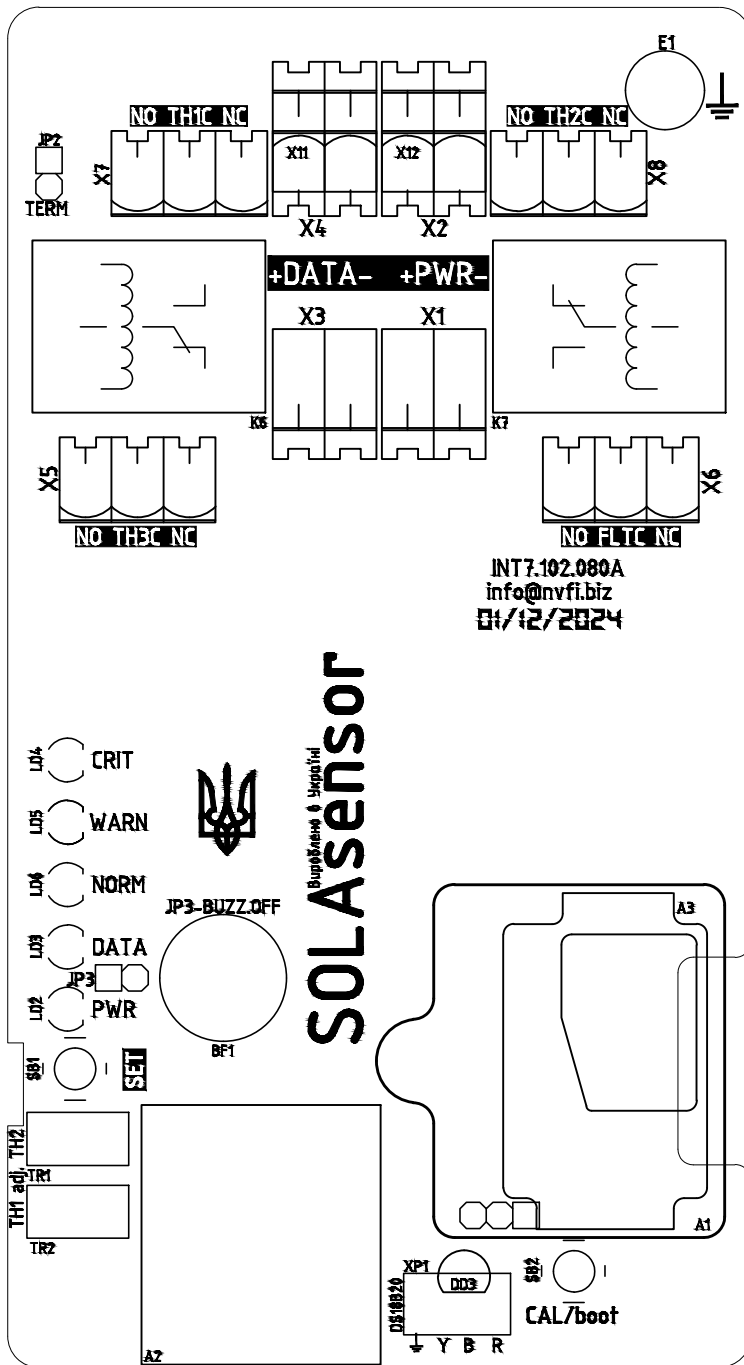 E1
NO TH1C NC
NO TH2C NC
JP2
TERM
X7
X11
X12
X8
X4
X2
+DATA- +PWR-
X3
X1
K6
K7
X5
X6
NO TH3C NC
NO FLTC NC
INT7.102.080A
info@nvfi.biz
01/12/2024
SOLAsensor
Вироблено в Україні
LD4
CRIT
LD5
WARN
LD6
NORM
JP3-BUZZ.OFF
LD3
DATA
JP3
LD2
PWR
BF1
SB1
SET
A3
TH1 adj. TH2
TR1
TR2
A1
XP1
DD3
DS18B20
SB2
CAL/boot
Y B R
A2